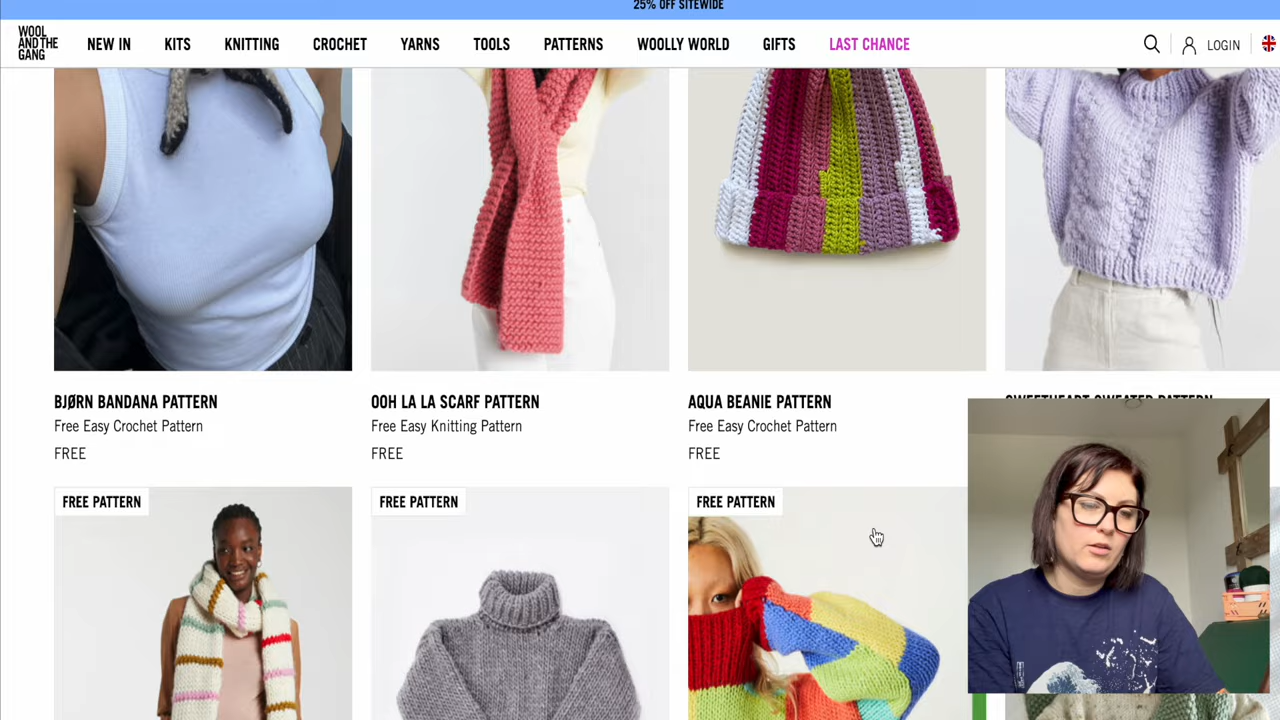 25% OFF SITEWIDE
WOOL
AND THE
GANG
NEW IN
KITS
KNITTING
CROCHET
YARNS
TOOLS
PATTERNS
WOOLLY WORLD
GIFTS
LAST CHANCE
LOGIN
BJØRN BANDANA PATTERN
Free Easy Crochet Pattern
FREE
OOH LA LA SCARF PATTERN
Free Easy Knitting Pattern
FREE
AQUA BEANIE PATTERN
Free Easy Crochet Pattern
FREE
SWEETHEART SWEATER PATTERN
FREE PATTERN
FREE PATTERN
FREE PATTERN